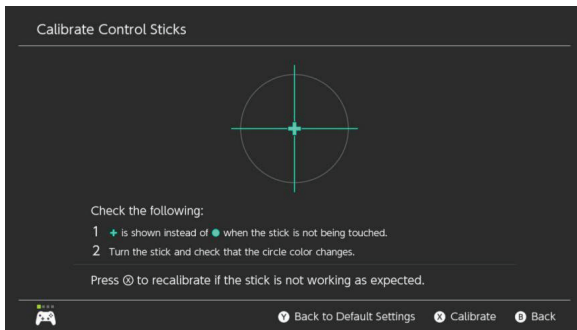 Calibrate Control Sticks
Check the following:
1 + is shown instead of ● when the stick is not being touched.
2 Turn the stick and check that the circle color changes.
Press Ⓧ to recalibrate if the stick is not working as expected.
Ⓨ Back to Default Settings Ⓧ Calibrate Ⓑ Back